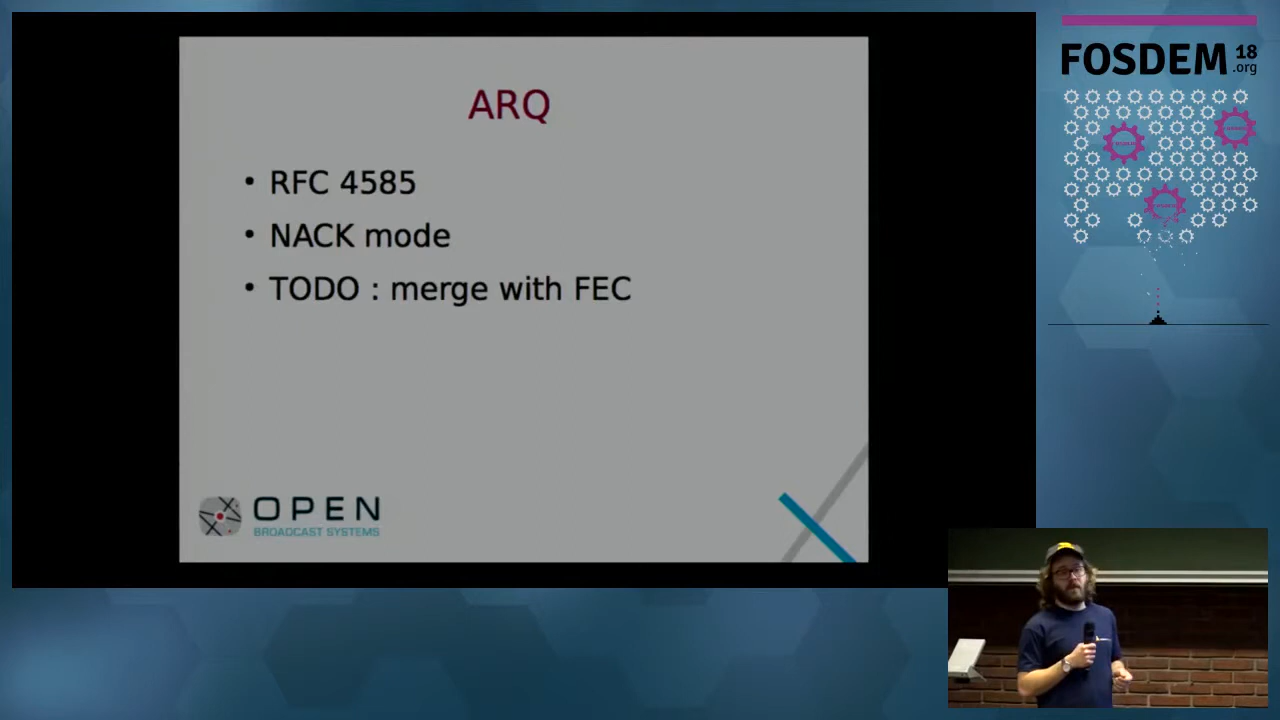 ARQ
• RFC 4585
• NACK mode
• TODO : merge with FEC
OPEN
BROADCAST SYSTEMS
FOSDEM 18
.org